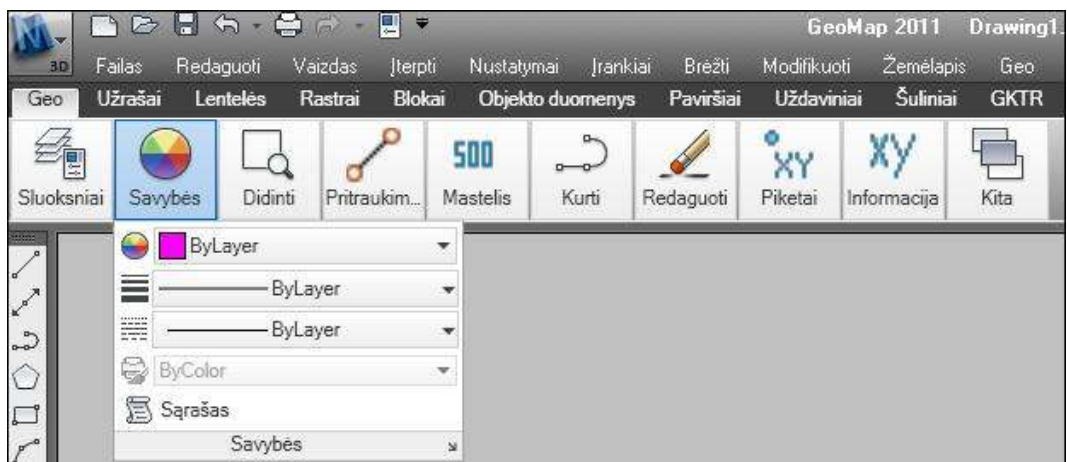 GeoMap 2011 Drawing1.
3D Failas Redaguoti Vaizdas Įterpti Nustatymai Įrankiai Brėžti Modifikuoti Žemėlapis Geo
Geo Užrašai Lentelės Rastrai Blokai Objekto duomenys Paviršiai Uždaviniai Šuliniai GKTR
500 XY XY
Sluoksniai Savybės Didinti Pritraukim... Mastelis Kurti Redaguoti Piketai Informacija Kita
ByLayer
ByLayer
ByLayer
ByColor
Sąrašas
Savybės